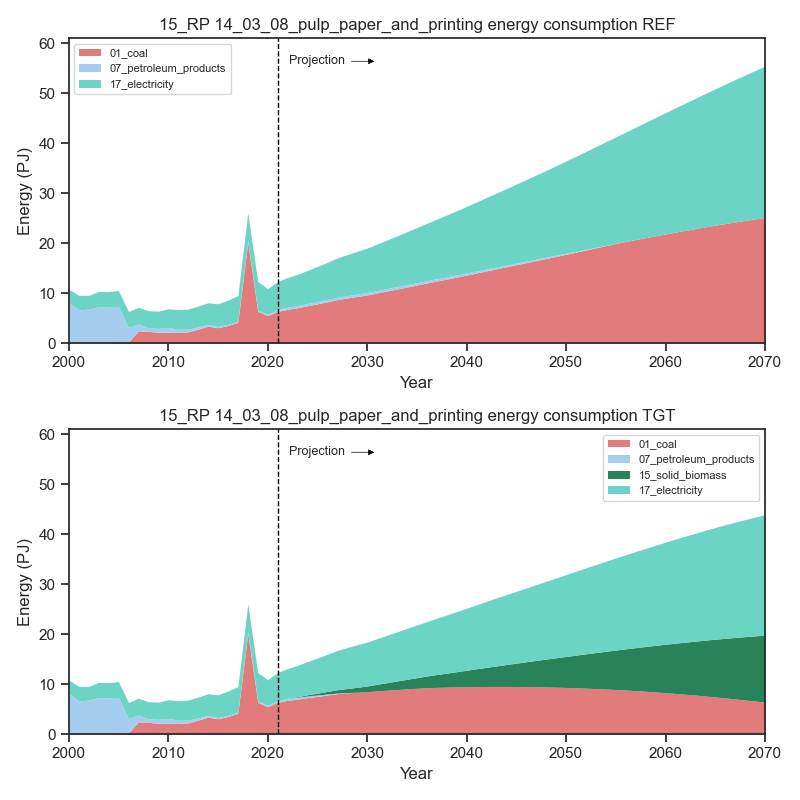 15_RP 14_03_08_pulp_paper_and_printing energy consumption REF
60
50
40
30
20
10
0
Energy (PJ)
01_coal
07_petroleum_products
17_electricity
Projection
2000 2010 2020 2030 2040 2050 2060 2070
Year
15_RP 14_03_08_pulp_paper_and_printing energy consumption TGT
60
50
40
30
20
10
0
Energy (PJ)
Projection
01_coal
07_petroleum_products
15_solid_biomass
17_electricity
2000 2010 2020 2030 2040 2050 2060 2070
Year